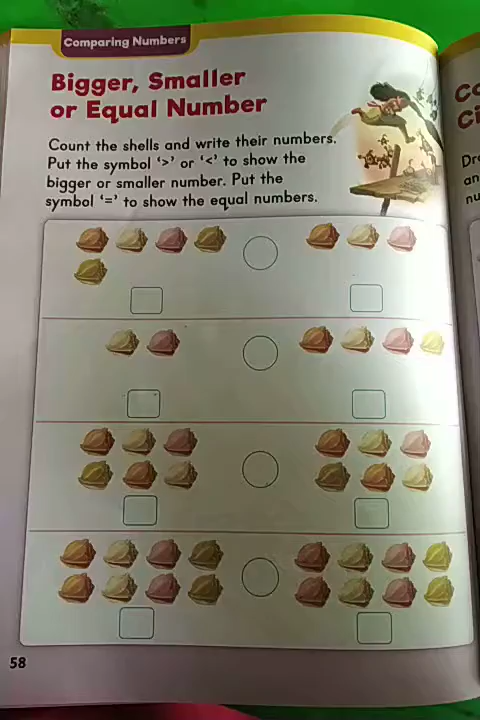 Comparing Numbers
Bigger, Smaller
or Equal Number
Count the shells and write their numbers.
Put the symbol '>' or '<' to show the
bigger or smaller number. Put the
symbol '=' to show the equal numbers.
58